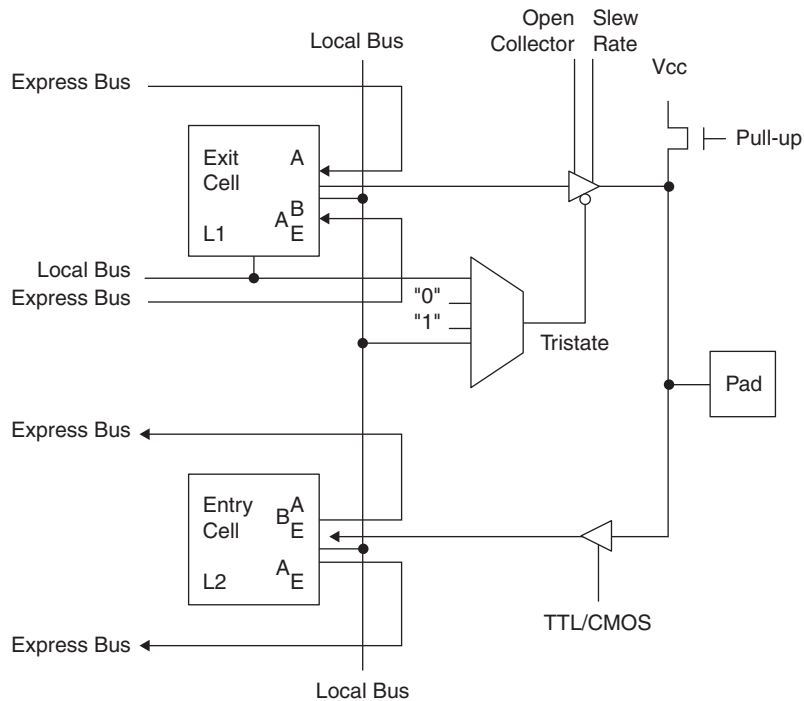 Open Collector
Slew Rate
Local Bus
Vcc
Express Bus
Pull-up
Exit Cell
A
B
A
E
L1
Local Bus
Express Bus
"0"
"1"
Tristate
Pad
Express Bus
Entry Cell
A
B
E
A
E
L2
TTL/CMOS
Express Bus
Local Bus